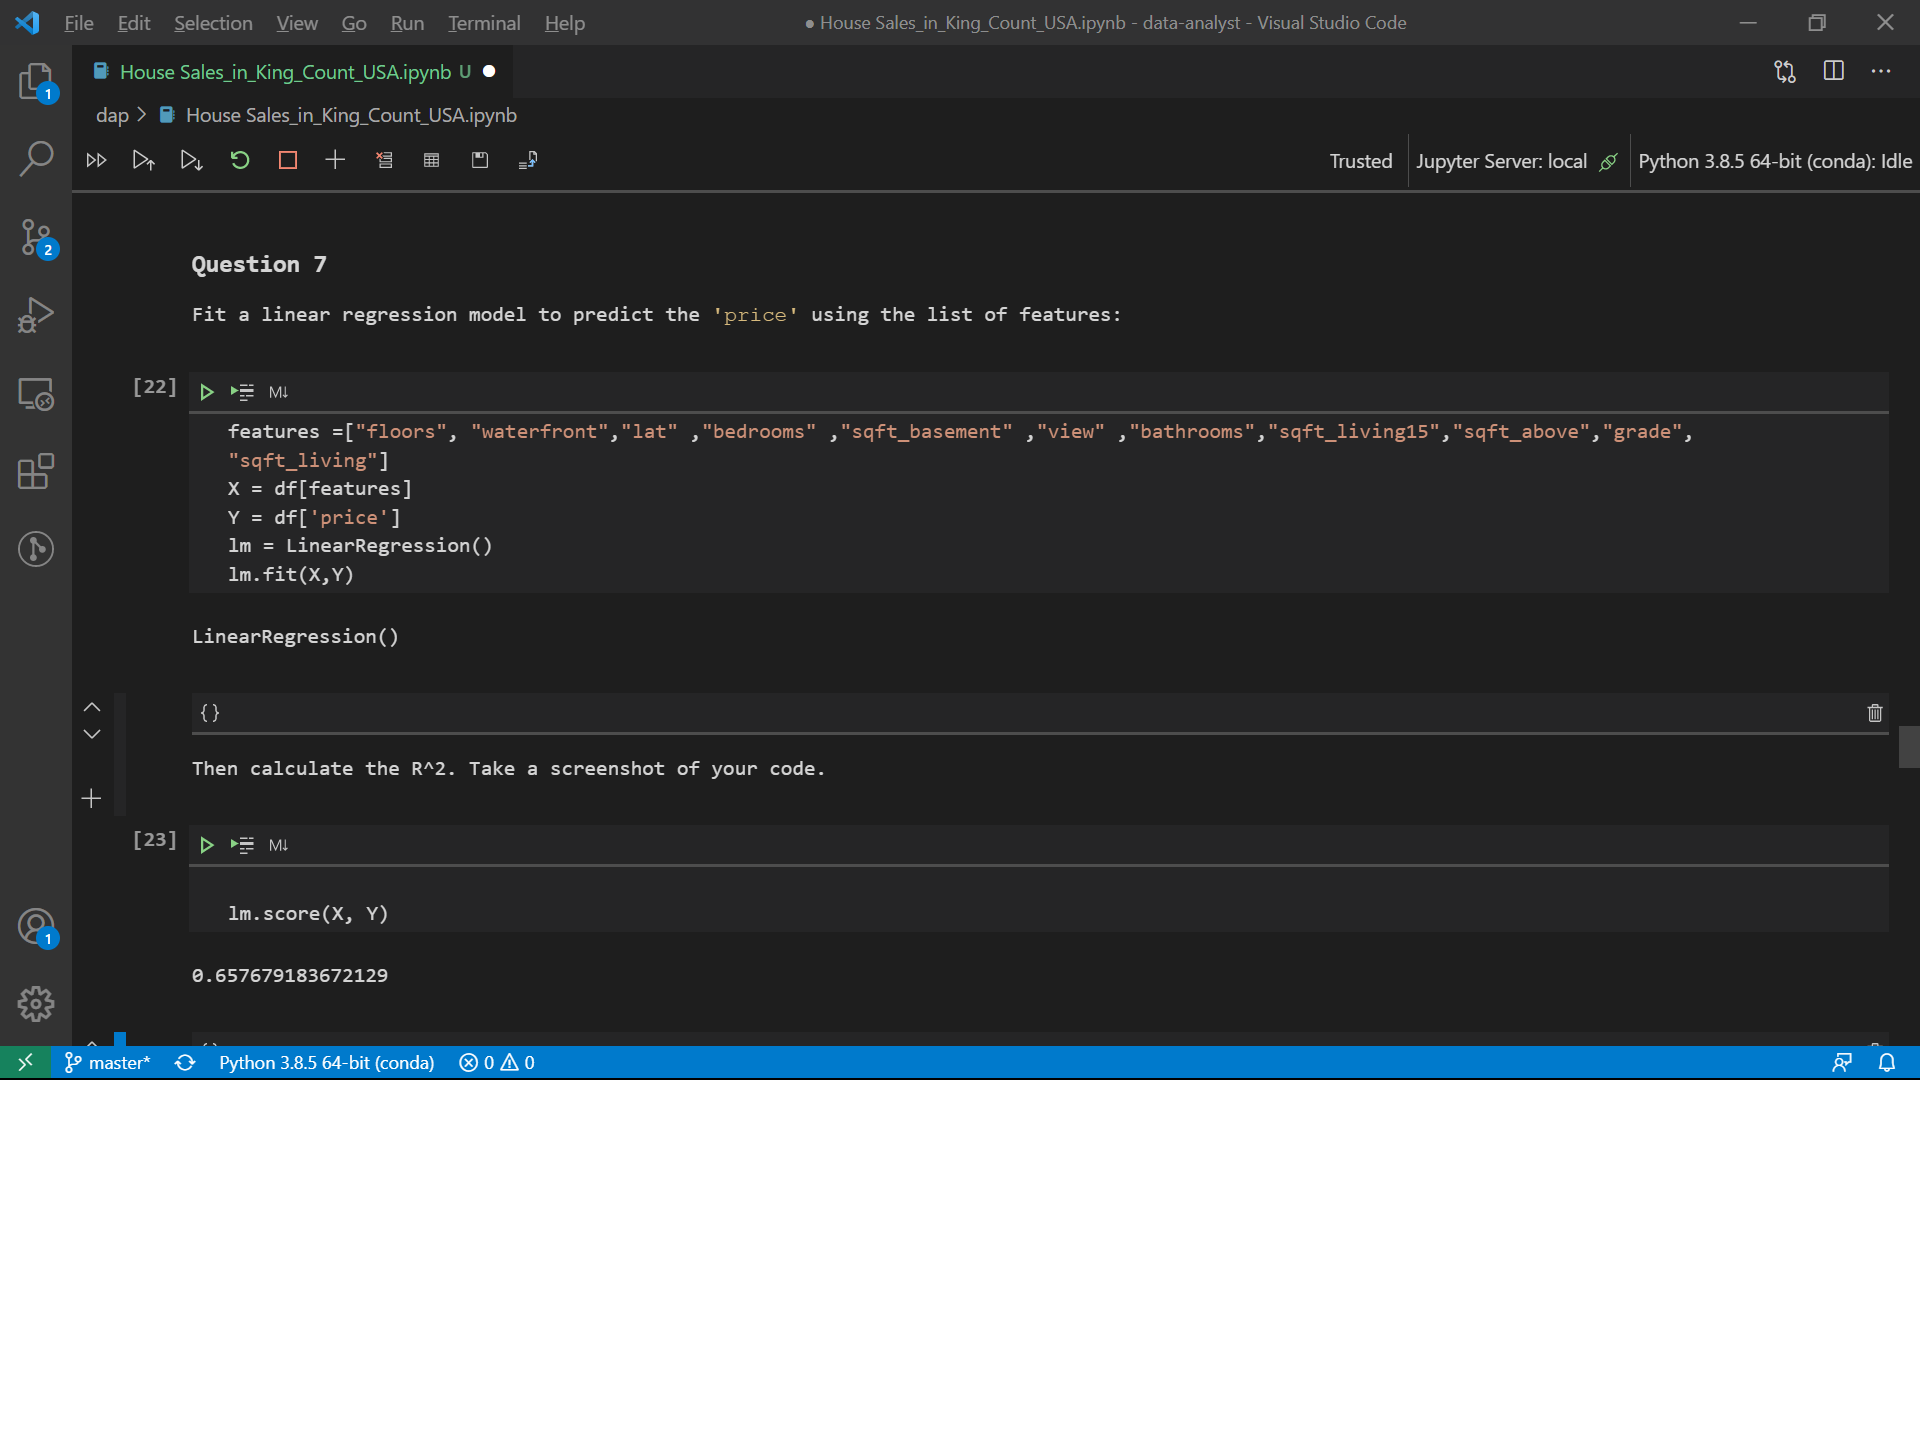 File Edit Selection View Go Run Terminal Help ● House Sales_in_King_Count_USA.ipynb - data-analyst - Visual Studio Code
House Sales_in_King_Count_USA.ipynb U
1
dap > House Sales_in_King_Count_USA.ipynb
Trusted Jupyter Server: local Python 3.8.5 64-bit (conda): Idle
2
Question 7
Fit a linear regression model to predict the 'price' using the list of features:
[22] M↓
features =["floors", "waterfront","lat" ,"bedrooms" ,"sqft_basement" ,"view" ,"bathrooms","sqft_living15","sqft_above","grade",
"sqft_living"]
X = df[features]
Y = df['price']
lm = LinearRegression()
lm.fit(X,Y)
LinearRegression()
{}
Then calculate the R^2. Take a screenshot of your code.
[23] M↓
lm.score(X, Y)
1
0.657679183672129
master* Python 3.8.5 64-bit (conda) 0 0